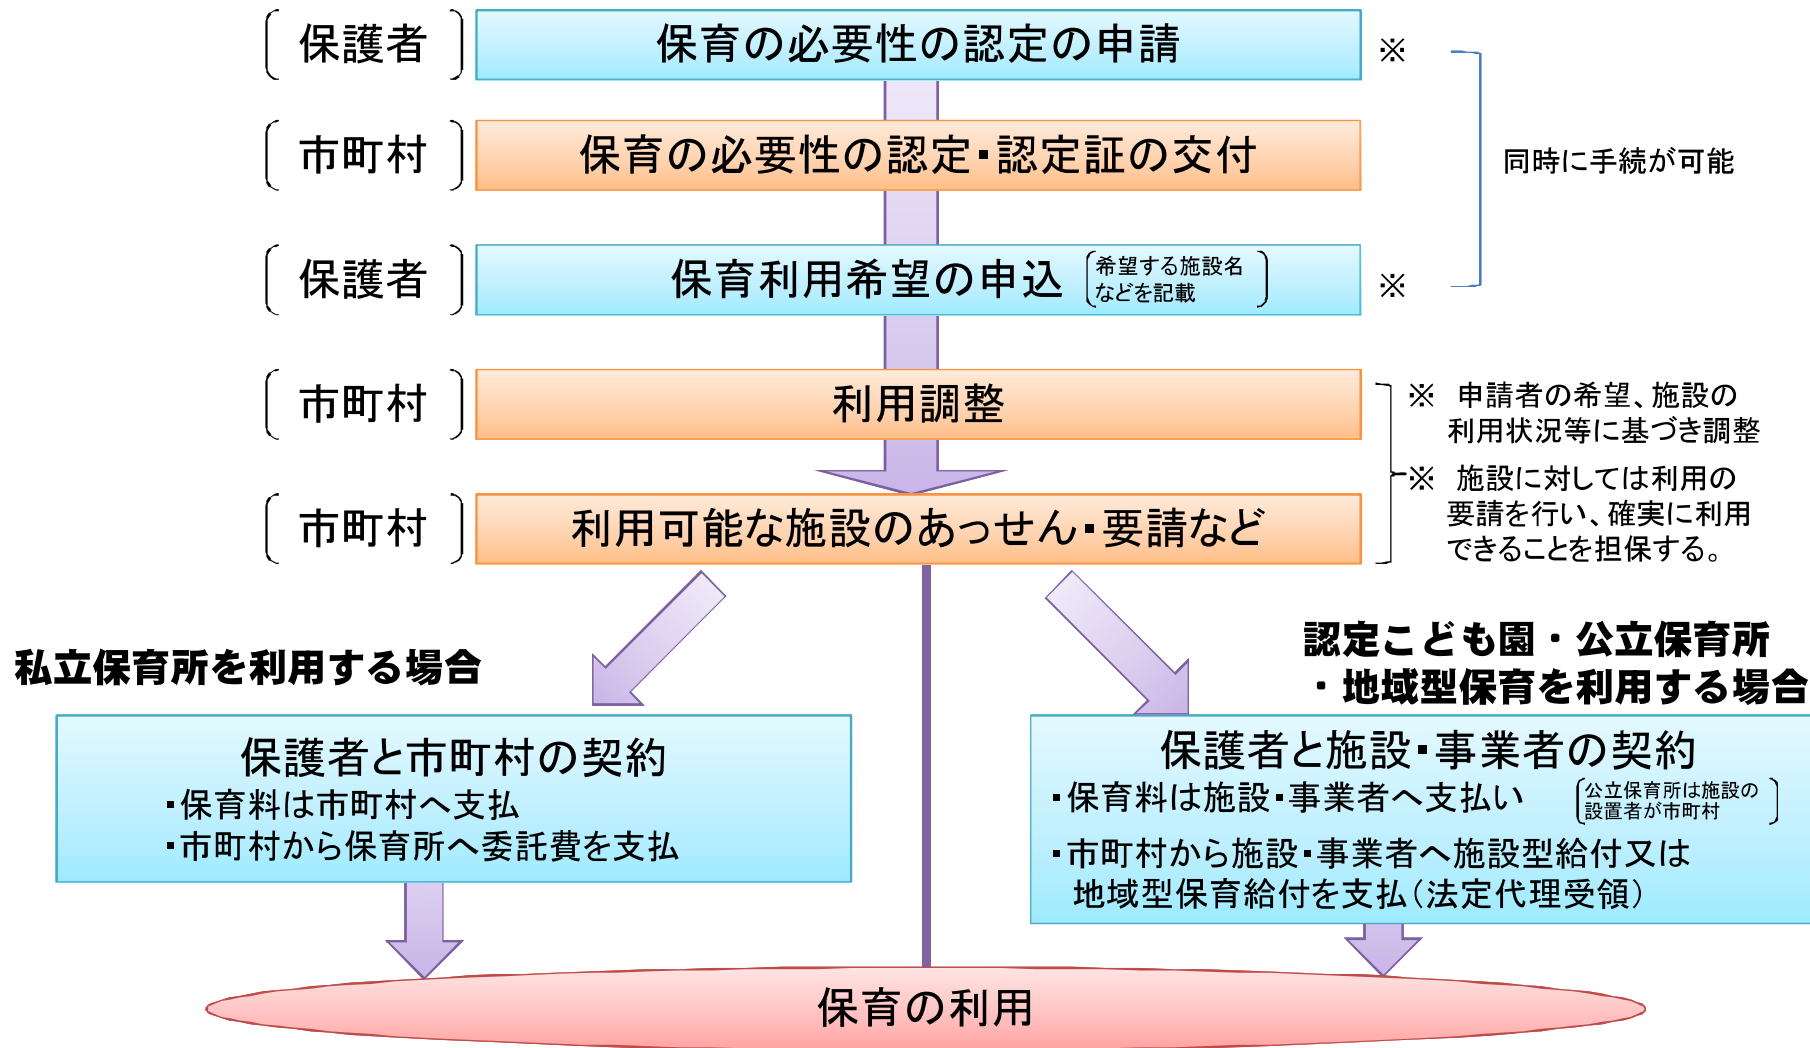 〔 保護者 〕 保育の必要性の認定の申請 ※
〔 市町村 〕 保育の必要性の認定・認定証の交付
同時に手続が可能
〔 保護者 〕 保育利用希望の申込 〔希望する施設名
などを記載〕 ※
〔 市町村 〕 利用調整
※ 申請者の希望、施設の
利用状況等に基づき調整
※ 施設に対しては利用の
要請を行い、確実に利用
できることを担保する。
〔 市町村 〕 利用可能な施設のあっせん・要請など
私立保育所を利用する場合
保護者と市町村の契約
・保育料は市町村へ支払
・市町村から保育所へ委託費を支払
認定こども園・公立保育所
・地域型保育を利用する場合
保護者と施設・事業者の契約
・保育料は施設・事業者へ支払い 〔公立保育所は施設の
設置者が市町村〕
・市町村から施設・事業者へ施設型給付又は
地域型保育給付を支払(法定代理受領)
保育の利用